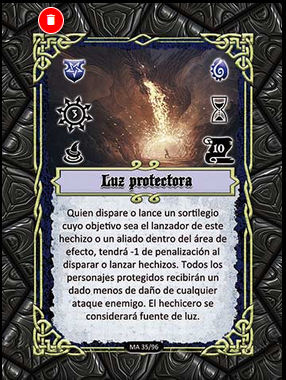 5
10
Luz protectora
Quien dispare o lance un sortilegio
cuyo objetivo sea el lanzador de este
hechizo o un aliado dentro del área de
efecto, tendrá -1 de penalización al
disparar o lanzar hechizos. Todos los
personajes protegidos recibirán un
dado menos de daño de cualquier
ataque enemigo. El hechicero se
considerará fuente de luz.
MA 35/96